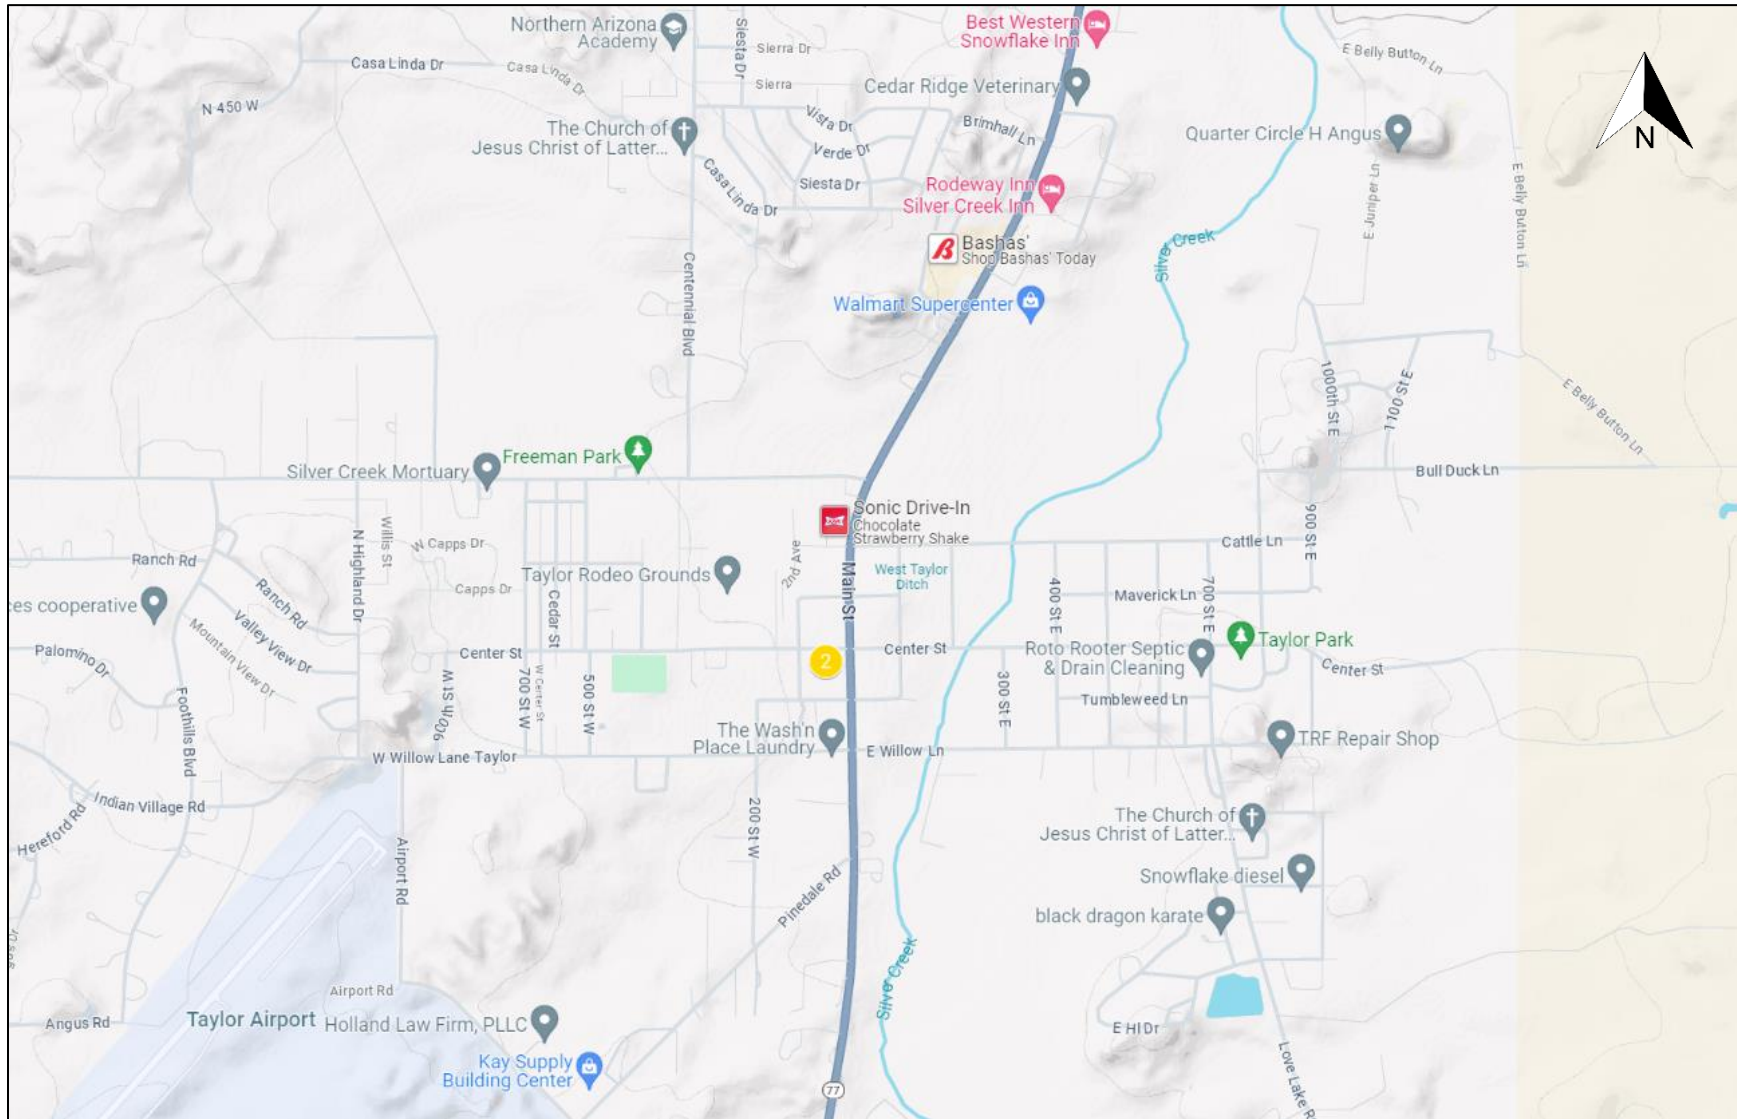 Northern Arizona
Academy
Siesta Dr
Sierra Dr
Sierra
Best Western
Snowflake Inn
E Belly Button Ln
Casa Linda Dr
Casa Linda Dr
N 450 W
Cedar Ridge Veterinary
Vista Dr
Brimhall Ln
Verde Dr
The Church of
Jesus Christ of Latter...
Quarter Circle H Angus
N
Casa Linda Dr
Siesta Dr
Rodeway Inn
Silver Creek Inn
E Juniper Ln
E Belly Button Ln
Bashas'
Shop Bashas' Today
Silver Creek
Centennial Blvd
Walmart Supercenter
1000th St E
1100 St E
E Belly Button Ln
Freeman Park
Silver Creek Mortuary
Bull Duck Ln
Sonic Drive-In
Chocolate
Strawberry Shake
900 St E
Cattle Ln
N Highland Dr
Willis St
W Capps Dr
Ranch Rd
Taylor Rodeo Grounds
2nd Ave
Main St
West Taylor
Ditch
400 St E
Maverick Ln
700 St E
Capps Dr
Cedar St
ces cooperative
Ranch Rd
Valley View Dr
Mountain View Dr
Palomino Dr
Center St
2
Center St
Roto Rooter Septic
& Drain Cleaning
Taylor Park
Center St
Foothills Blvd
90th St W
700 St W
W Center St
500 St W
300 St E
Tumbleweed Ln
The Wash'n
Place Laundry
W Willow Lane Taylor
E Willow Ln
TRF Repair Shop
Indian Village Rd
Hereford Rd
Airport Rd
200 St W
The Church of
Jesus Christ of Latter...
Pinedale Rd
Snowflake diesel
black dragon karate
Silver Creek
Airport Rd
Angus Rd
Taylor Airport
Holland Law Firm, PLLC
E HI Dr
Kay Supply
Building Center
Love Lake R
77